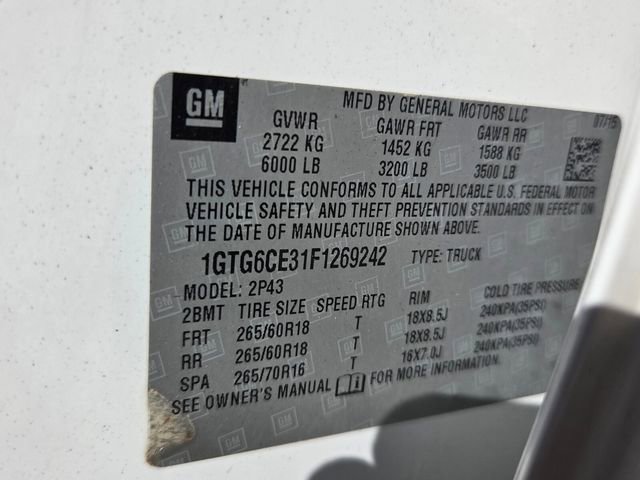 GM
MFD BY GENERAL MOTORS LLC
07/15
GVWR GAWR FRT GAWR RR
2722 KG 1452 KG 1588 KG
6000 LB 3200 LB 3500 LB
THIS VEHICLE CONFORMS TO ALL APPLICABLE U.S. FEDERAL MOTOR
VEHICLE SAFETY AND THEFT PREVENTION STANDARDS IN EFFECT ON
THE DATE OF MANUFACTURE SHOWN ABOVE.
1GTG6CE31F1269242 TYPE: TRUCK
MODEL: 2P43
2BMT TIRE SIZE SPEED RTG RIM COLD TIRE PRESSURE
FRT 265/60R18 T 18X8.5J 240KPA(35PSI)
RR 265/60R18 T 18X8.5J 240KPA(35PSI)
SPA 265/70R16 T 16X7.0J 240KPA(35PSI)
SEE OWNER'S MANUAL FOR MORE INFORMATION.